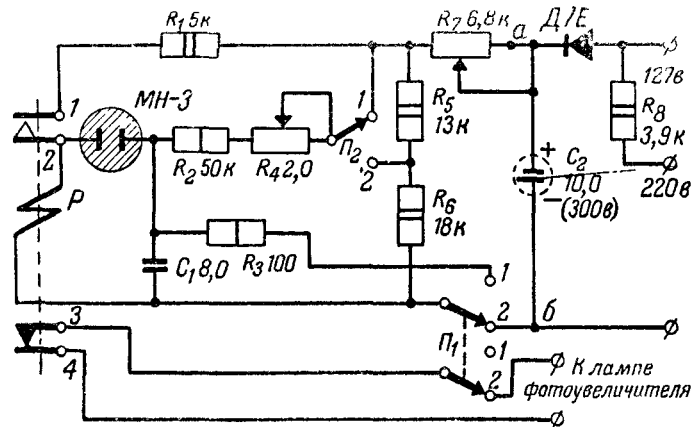 R₁ 5к
R₇ 6,8к
а
Д1Е
127в
МН-3
1
2
R₂ 50к
R₄ 2,0
1
П₂
2
R₅
13к
R₈
3,9к
220в
Р
+
C₂
10,0
−(300в)
R₆
18к
C₁ 8,0
R₃ 100
1
2
б
3
4
П₁
1
2
К лампе
фотоувеличителя